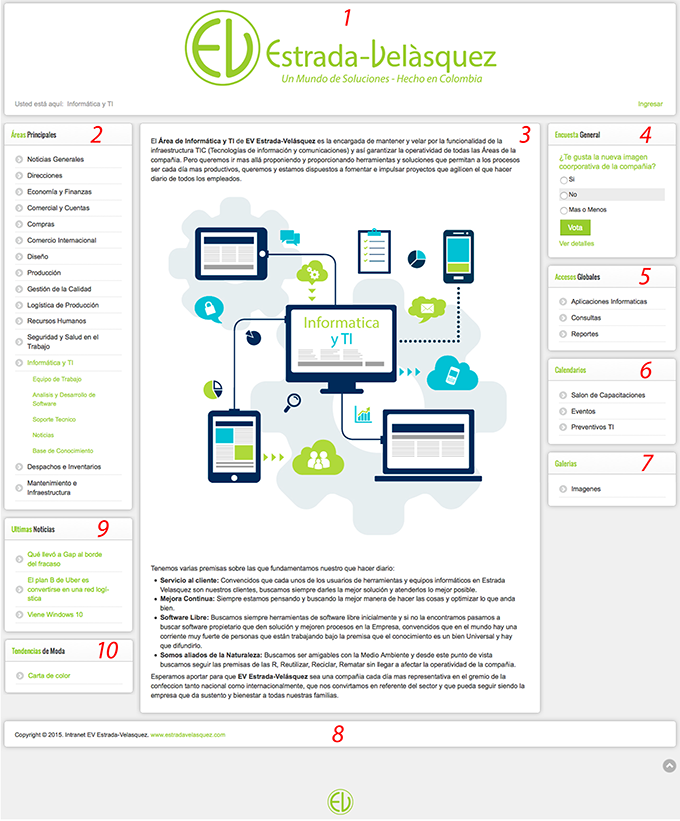 1
EV Estrada-Velàsquez
Un Mundo de Soluciones - Hecho en Colombia
Usted está aquí: Informática y TI
Ingresar
Áreas Principales 2
Noticias Generales
Direcciones
Economía y Finanzas
Comercial y Cuentas
Compras
Comercio Internacional
Diseño
Producción
Gestión de la Calidad
Logística de Producción
Recursos Humanos
Seguridad y Salud en el
Trabajo
Informática y TI
Equipo de Trabajo
Analisis y Desarrollo de
Software
Soporte Tecnico
Noticias
Base de Conocimiento
Despachos e Inventarios
Mantenimiento e
Infraestructura
Ultimas Noticias 9
Qué llevó a Gap al borde
del fracaso
El plan B de Uber es
convertirse en una red logí-
stica
Viene Windows 10
Tendencias de Moda 10
Carta de color
3
El Área de Informática y TI de EV Estrada-Velásquez es la encargada de mantener y velar por la funcionalidad de la
infraestructura TIC (Tecnologías de información y comunicaciones) y así garantizar la operatividad de todas las Áreas de la
compañía. Pero queremos ir mas allá proponiendo y proporcionando herramientas y soluciones que permitan a los procesos
ser cada día mas productivos, queremos y estamos dispuestos a fomentar e impulsar proyectos que agilicen el que hacer
diario de todos los empleados.
Informatica
y TI
Tenemos varias premisas sobre las que fundamentamos nuestro que hacer diario:
Servicio al cliente: Convencidos que cada unos de los usuarios de herramientas y equipos informáticos en Estrada
Velasquez son nuestros clientes, buscamos siempre darles la mejor solución y atenderlos lo mejor posible.
Mejora Continua: Siempre estamos pensando y buscando la mejor manera de hacer las cosas y optimizar lo que anda
bien.
Software Libre: Buscamos siempre herramientas de software libre inicialmente y si no la encontramos pasamos a
buscar software propietario que den solución y mejoren procesos en la Empresa, convencidos que en el mundo hay una
corriente muy fuerte de personas que están trabajando bajo la premisa que el conocimiento es un bien Universal y hay
que difundirlo.
Somos aliados de la Naturaleza: Buscamos ser amigables con la Medio Ambiente y desde este punto de vista
buscamos seguir las premisas de las R, Reutilizar, Reciclar, Rematar sin llegar a afectar la operatividad de la compañía.
Esperamos aportar para que EV Estrada-Velásquez sea una compañía cada dia mas representativa en el gremio de la
confeccion tanto nacional como internacionalmente, que nos convirtamos en referente del sector y que pueda seguir siendo la
empresa que da sustento y bienestar a todas nuestras familias.
Encuesta General 4
¿Te gusta la nueva imagen
coorporativa de la compañia?
Si
No
Mas o Menos
Vota
Ver detalles
Accesos Globales 5
Aplicaciones Informaticas
Consultas
Reportes
Calendarios 6
Salon de Capacitaciones
Eventos
Preventivos TI
Galerias 7
Imagenes
Copyright © 2015. Intranet EV Estrada-Velasquez, www.estradavelasquez.com 8
EV